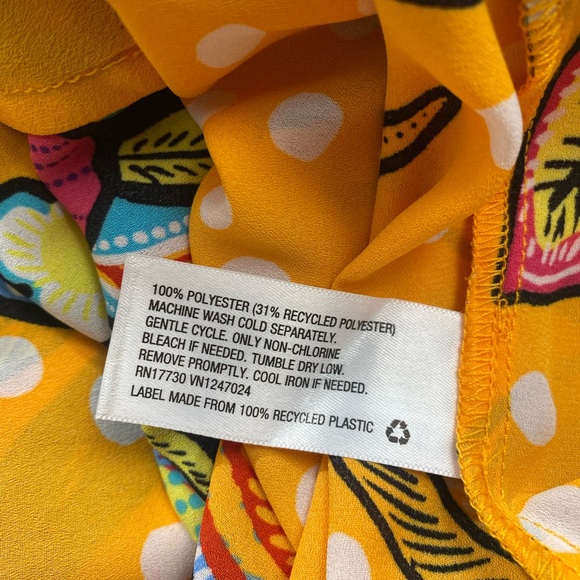 100% POLYESTER (31% RECYCLED POLYESTER)
MACHINE WASH COLD SEPARATELY.
GENTLE CYCLE. ONLY NON-CHLORINE
BLEACH IF NEEDED. TUMBLE DRY LOW.
REMOVE PROMPTLY. COOL IRON IF NEEDED.
RN17730 VN1247024
LABEL MADE FROM 100% RECYCLED PLASTIC